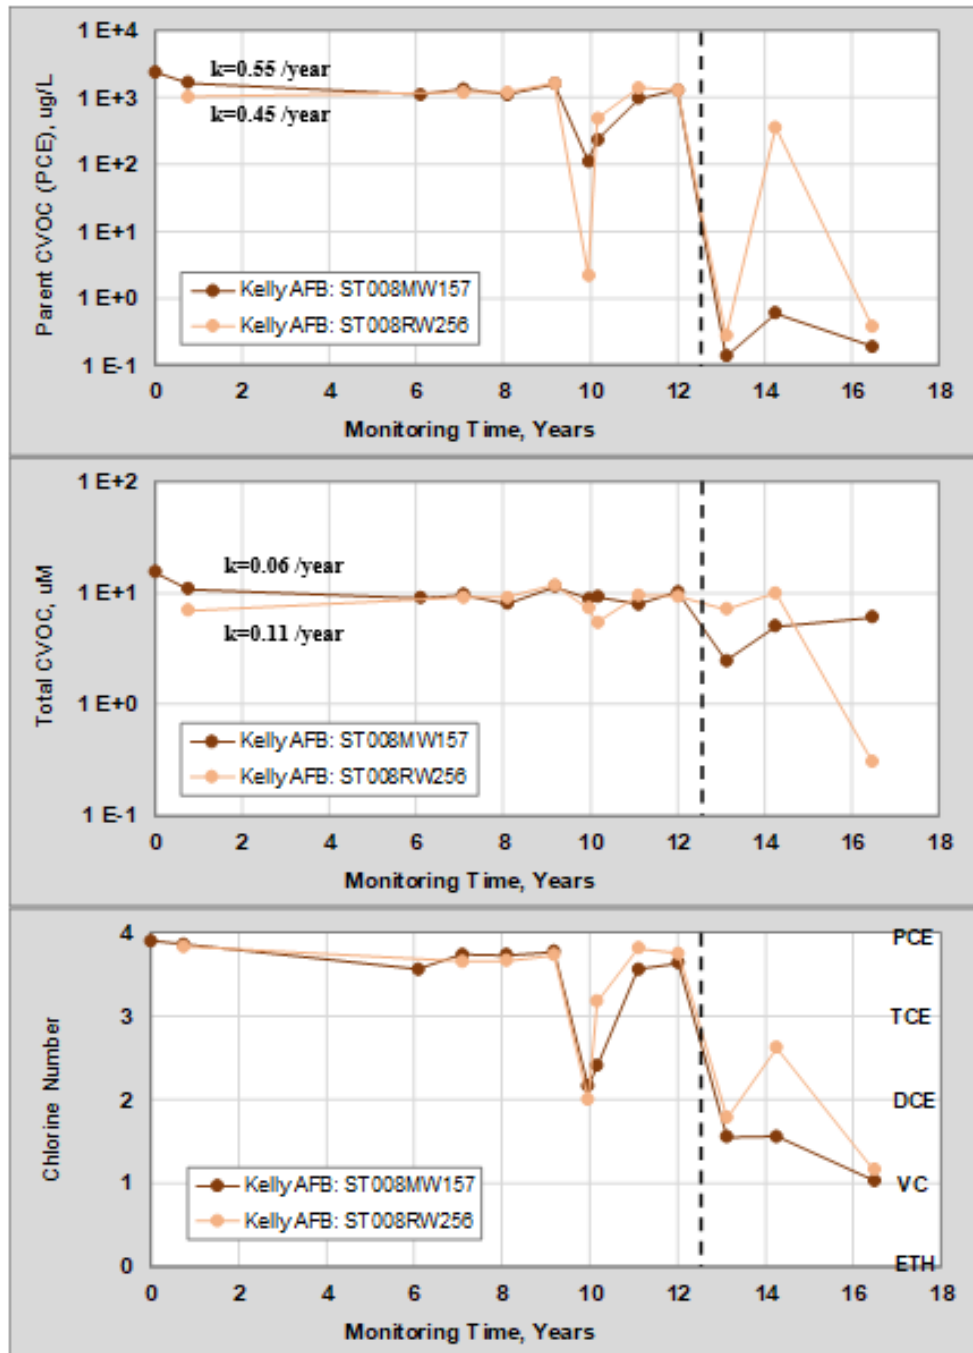 1 E+4
1 E+3
1 E+2
1 E+1
1 E+0
1 E-1
Parent CVOC (PCE), ug/L
k=0.55 /year
k=0.45 /year
Kelly AFB: ST008MW157
Kelly AFB: ST008RW256
0 2 4 6 8 10 12 14 16 18
Monitoring Time, Years
1 E+2
1 E+1
1 E+0
1 E-1
Total CVOC, uM
k=0.06 /year
k=0.11 /year
Kelly AFB: ST008MW157
Kelly AFB: ST008RW256
0 2 4 6 8 10 12 14 16 18
Monitoring Time, Years
4
3
2
1
0
Chlorine Number
PCE
TCE
DCE
VC
ETH
Kelly AFB: ST008MW157
Kelly AFB: ST008RW256
0 2 4 6 8 10 12 14 16 18
Monitoring Time, Years